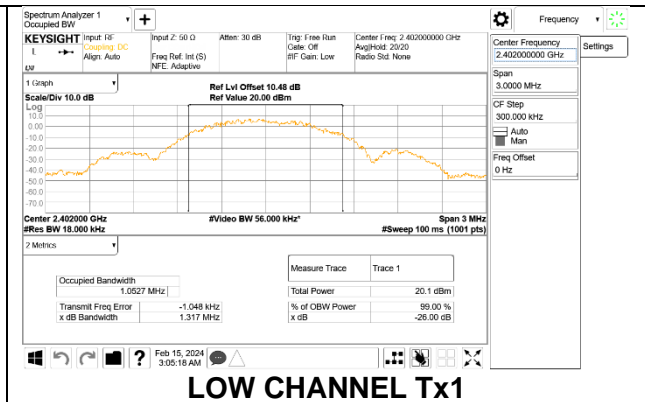 Spectrum Analyzer 1
Occupied BW
+
Frequency
KEYSIGHT
L
Input: RF
Coupling: DC
Align: Auto
Input Z: 50 Ω
Freq Ref: Int (S)
NFE: Adaptive
Atten: 30 dB
Trig: Free Run
Gate: Off
#IF Gain: Low
Center Freq: 2.402000000 GHz
Avg|Hold: 20/20
Radio Std: None
Center Frequency
2.402000000 GHz
Settings
Span
3.0000 MHz
CF Step
300.000 kHz
Auto
Man
Freq Offset
0 Hz
1 Graph
Scale/Div 10.0 dB
Ref Lvl Offset 10.48 dB
Ref Value 20.00 dBm
Log
10.0
0.00
-10.0
-20.0
-30.0
-40.0
-50.0
-60.0
-70.0
Center 2.402000 GHz
#Res BW 18.000 kHz
#Video BW 56.000 kHz*
Span 3 MHz
#Sweep 100 ms (1001 pts)
2 Metrics
Measure Trace Trace 1
Occupied Bandwidth
1.0527 MHz
Total Power 20.1 dBm
Transmit Freq Error -1.048 kHz
% of OBW Power 99.00 %
x dB Bandwidth 1.317 MHz
x dB -26.00 dB
?
Feb 15, 2024
3:05:18 AM
LOW CHANNEL Tx1